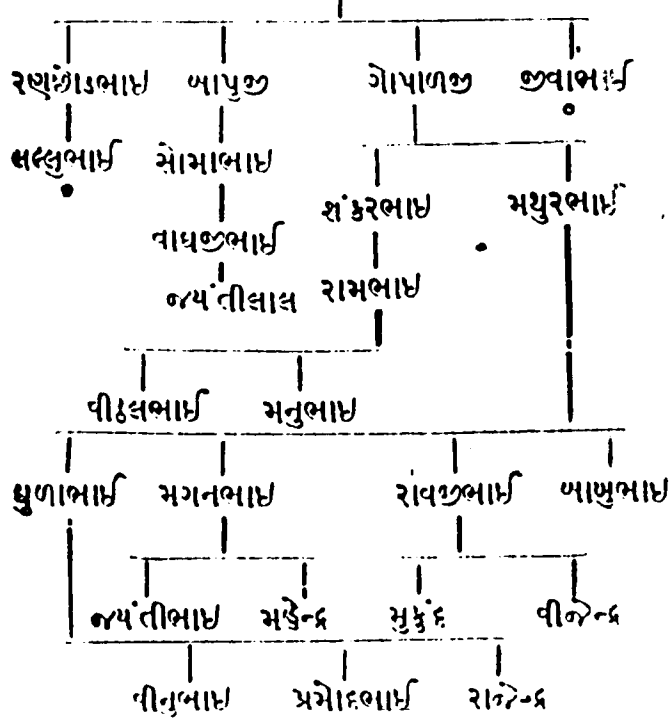 રણછોડભાઇ બાપુજી ગોપાળજી જીવાભાઈ
લલ્લુભાઈ સોમાભાઈ
શંકરભાઇ મથુરભાઈ
વાઘજીભાઈ
જયંતીલાલ રામભાઇ
વીઠલભાઈ મનુભાઇ
ધુળાભાઈ મગનભાઇ રાવજીભાઈ બાબુભાઇ
જયંતીભાઇ મહેન્દ્ર મુકુંદ વીજેન્દ્ર
વીનુભાઇ પ્રમોદભાઈ રાજેન્દ્ર